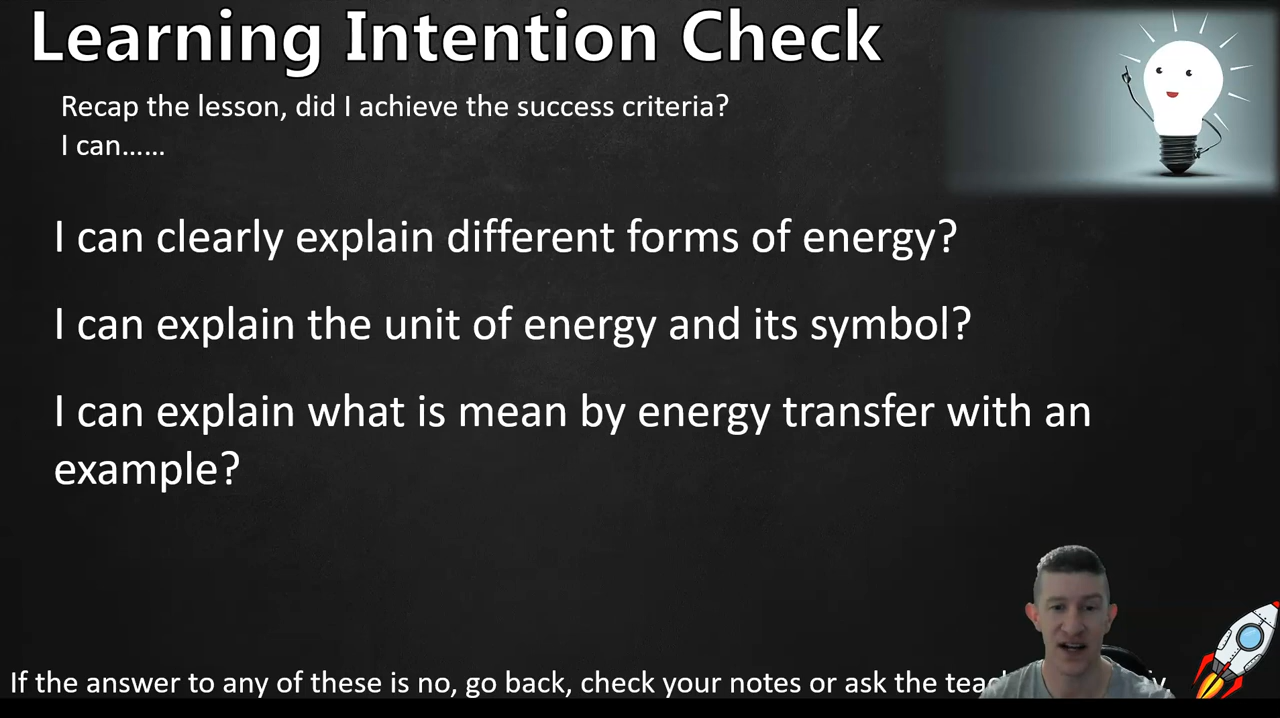 Learning Intention Check
Recap the lesson, did I achieve the success criteria?
I can......
I can clearly explain different forms of energy?
I can explain the unit of energy and its symbol?
I can explain what is mean by energy transfer with an
example?
If the answer to any of these is no, go back, check your notes or ask the